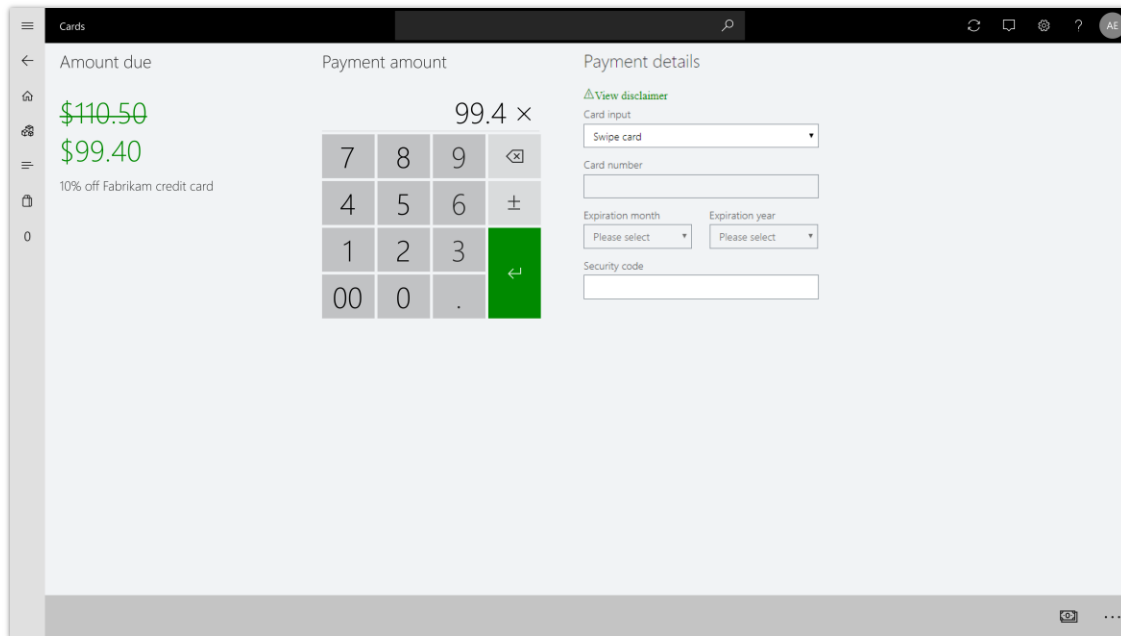 Cards
?
AE
0
Amount due
$110.50
$99.40
10% off Fabrikam credit card
Payment amount
99.4 ×
7 8 9
4 5 6 ±
1 2 3
00 0 .
Payment details
View disclaimer
Card input
Swipe card
Card number
Expiration month Expiration year
Please select Please select
Security code
...